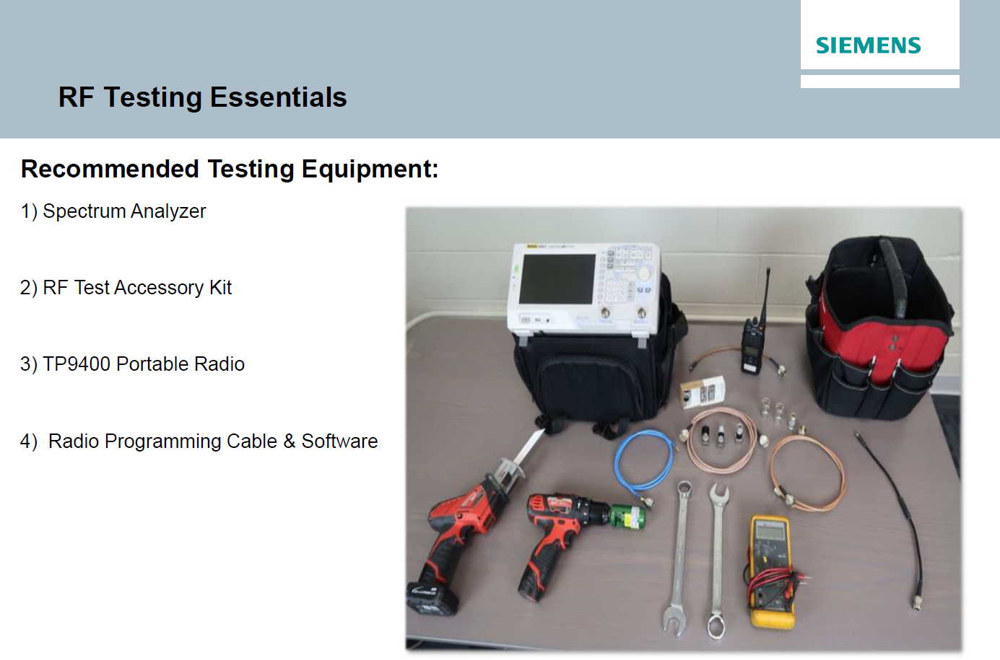 SIEMENS
RF Testing Essentials
Recommended Testing Equipment:
1) Spectrum Analyzer
2) RF Test Accessory Kit
3) TP9400 Portable Radio
4)  Radio Programming Cable & Software